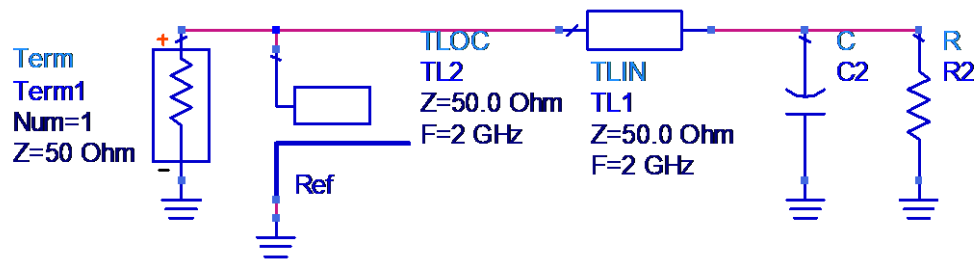 +
Term
Term1
Num=1
Z=50 Ohm
-
Ref
TLOC
TL2
Z=50.0 Ohm
F=2 GHz
TLIN
TL1
Z=50.0 Ohm
F=2 GHz
C
C2
R
R2